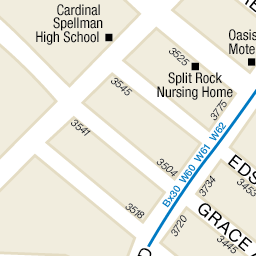 Cardinal
Spellman
High School
Oasis
Mote
3525
Split Rock
Nursing Home
3545
3775
3541
Bx30 W60 W61 W62
3504
EDS
3734
3453
3518
GRACE A
3720
3445